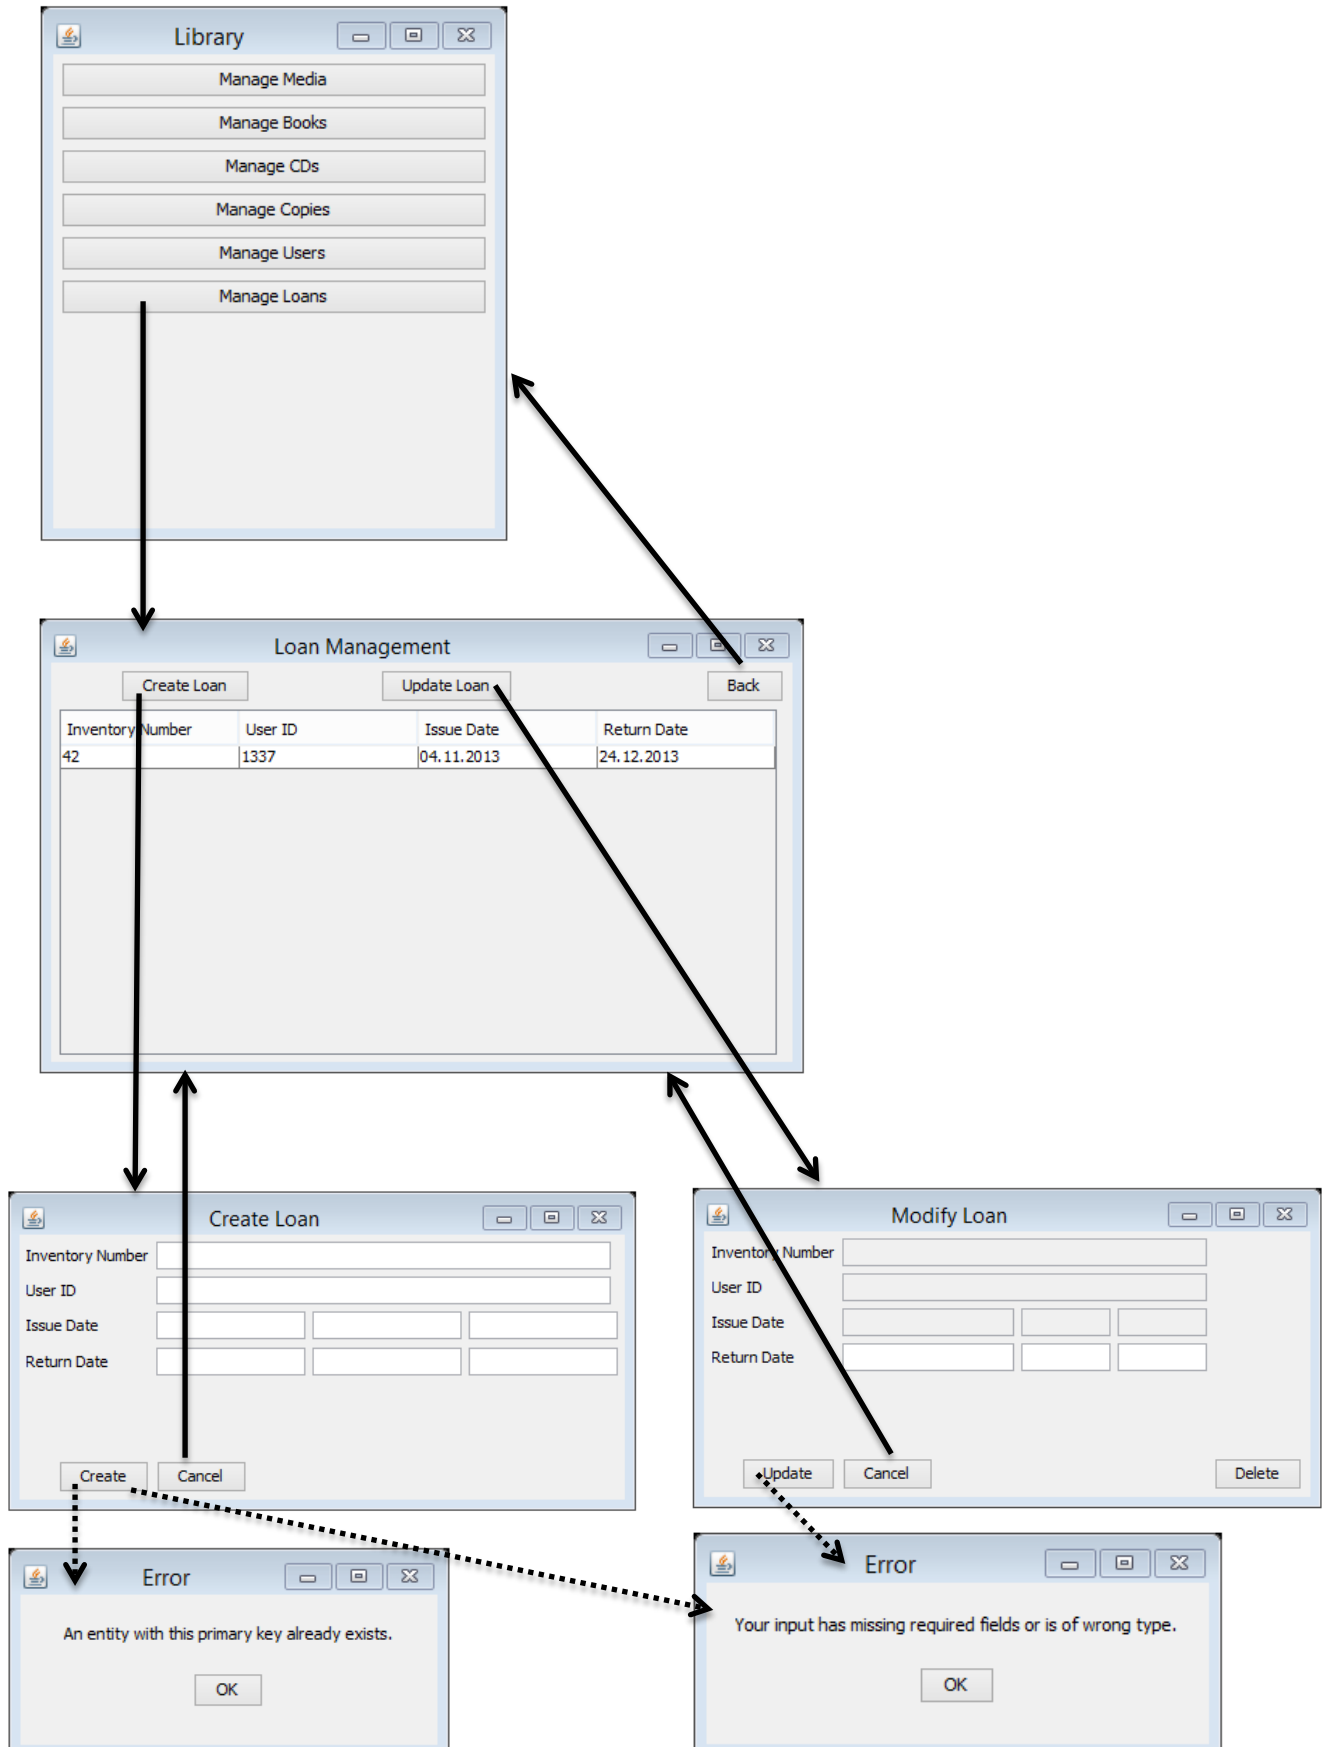 Library
Manage Media
Manage Books
Manage CDs
Manage Copies
Manage Users
Manage Loans
Loan Management
Create Loan Update Loan Back
Inventory Number User ID Issue Date Return Date
42 1337 04.11.2013 24.12.2013
Create Loan
Inventory Number
User ID
Issue Date
Return Date
Create Cancel
Modify Loan
Inventory Number
User ID
Issue Date
Return Date
Update Cancel Delete
Error
An entity with this primary key already exists.
OK
Error
Your input has missing required fields or is of wrong type.
OK